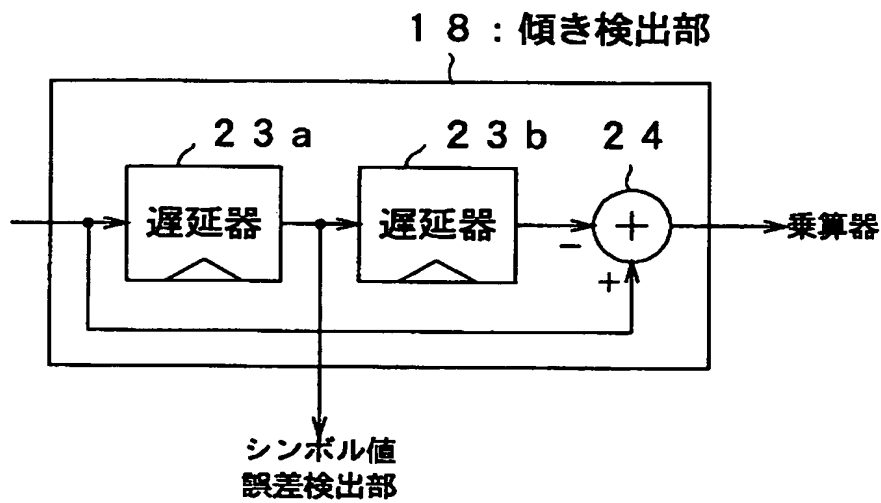 １８：傾き検出部
２３a
２３b
２４
遅延器
遅延器
＋
−
＋
乗算器
シンボル値
誤差検出部